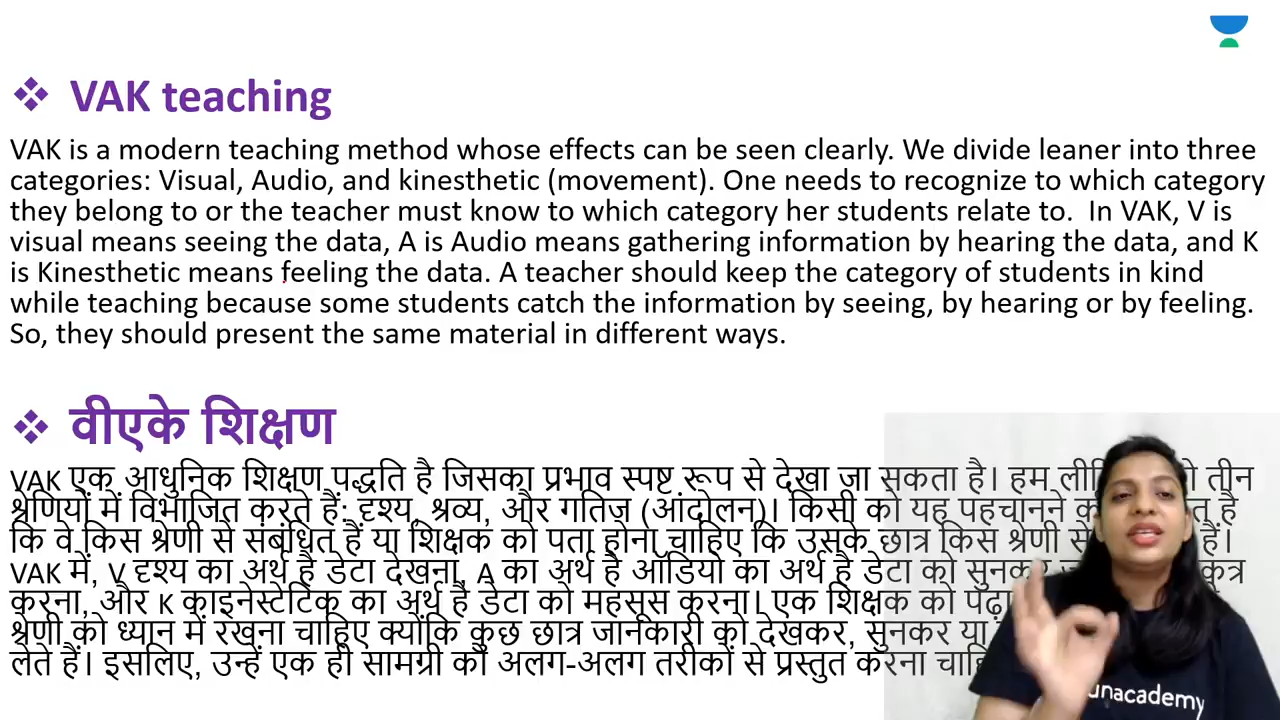 ❖ VAK teaching
VAK is a modern teaching method whose effects can be seen clearly. We divide leaner into three
categories: Visual, Audio, and kinesthetic (movement). One needs to recognize to which category
they belong to or the teacher must know to which category her students relate to. In VAK, V is
visual means seeing the data, A is Audio means gathering information by hearing the data, and K
is Kinesthetic means feeling the data. A teacher should keep the category of students in kind
while teaching because some students catch the information by seeing, by hearing or by feeling.
So, they should present the same material in different ways.
❖ वीएके शिक्षण
VAK एक आधुनिक शिक्षण पद्धति है जिसका प्रभाव स्पष्ट रूप से देखा जा सकता है। हम तीन
श्रेणियों में विभाजित करते हैं: दृश्य, श्रव्य, और गतिज (आंदोलन)। किसी को यह पहचानने है
कि वे किस श्रेणी से संबंधित हैं या शिक्षक को पता होना चाहिए कि उसके छात्र किस श्रेणी हैं।
VAK में, V दृश्य का अर्थ है डेटा देखना, A का अर्थ है ऑडियो का अर्थ है डेटा को सुनकर
करना, और K काइनेस्टेटिक का अर्थ है डेटा को महसूस करना। एक शिक्षक को
श्रेणी को ध्यान में रखना चाहिए क्योंकि कुछ छात्र जानकारी को देखकर, सुनकर या
लेते हैं। इसलिए, उन्हें एक ही सामग्री को अलग-अलग तरीकों से प्रस्तुत करना
unacademy